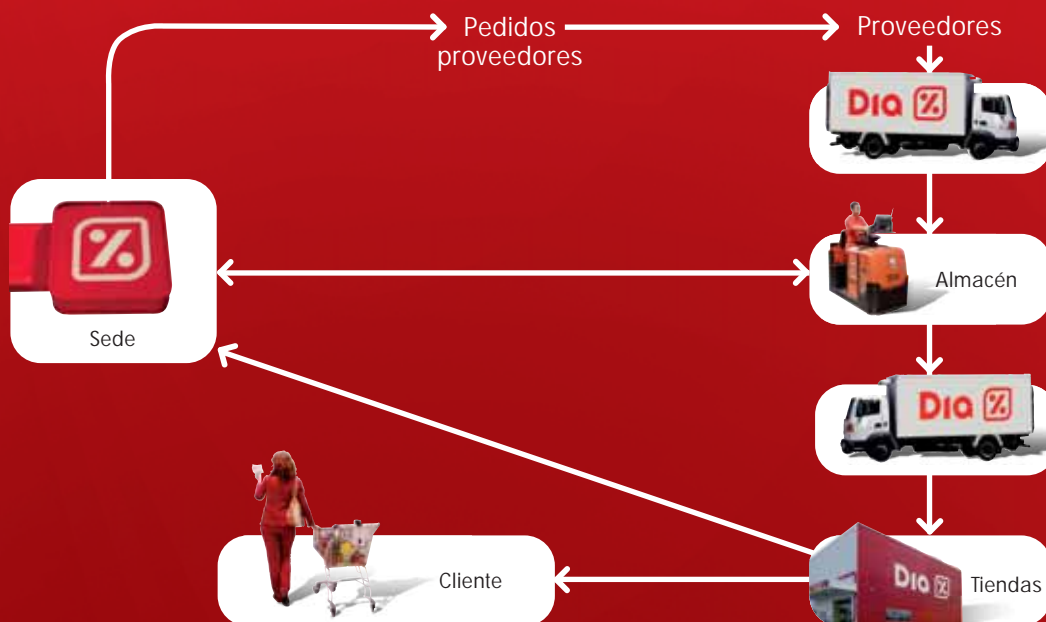 Pedidos
proveedores
Proveedores
Dia %
%
Almacén
Sede
Dia %
Cliente
Dia %
Tiendas